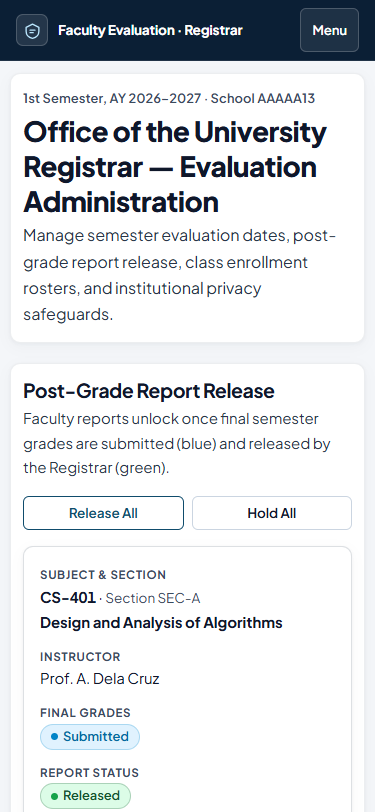 Faculty Evaluation · Registrar
Menu
1st Semester, AY 2026–2027 · School AAAAA13
Office of the University
Registrar — Evaluation
Administration
Manage semester evaluation dates, post-
grade report release, class enrollment
rosters, and institutional privacy
safeguards.
Post-Grade Report Release
Faculty reports unlock once final semester
grades are submitted (blue) and released by
the Registrar (green).
Release All
Hold All
SUBJECT & SECTION
CS-401 · Section SEC-A
Design and Analysis of Algorithms
INSTRUCTOR
Prof. A. Dela Cruz
FINAL GRADES
Submitted
REPORT STATUS
Released